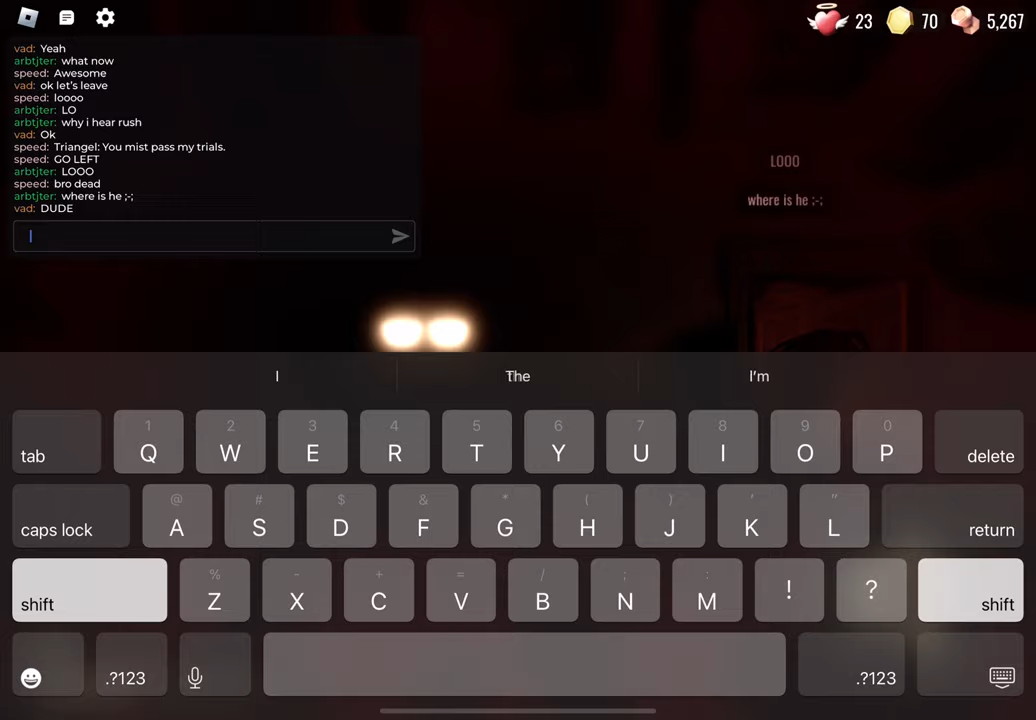 23 70 5,267
vad: Yeah
arbtjter: what now
speed: Awesome
vad: ok let's leave
speed: loooo
arbtjter: LO
arbtjter: why i hear rush
vad: Ok
speed: Triangel: You mist pass my trials.
speed: GO LEFT
arbtjter: LOOO
speed: bro dead
arbtjter: where is he ;-;
vad: DUDE
LOOO
where is he ;-;
I The I'm
1 2 3 4 5 6 7 8 9 0
tab Q W E R T Y U I O P delete
@ # $ & * ( ) ' "
caps lock A S D F G H J K L return
% - + = / ; :
shift Z X C V B N M ! ? shift
.?123 .?123